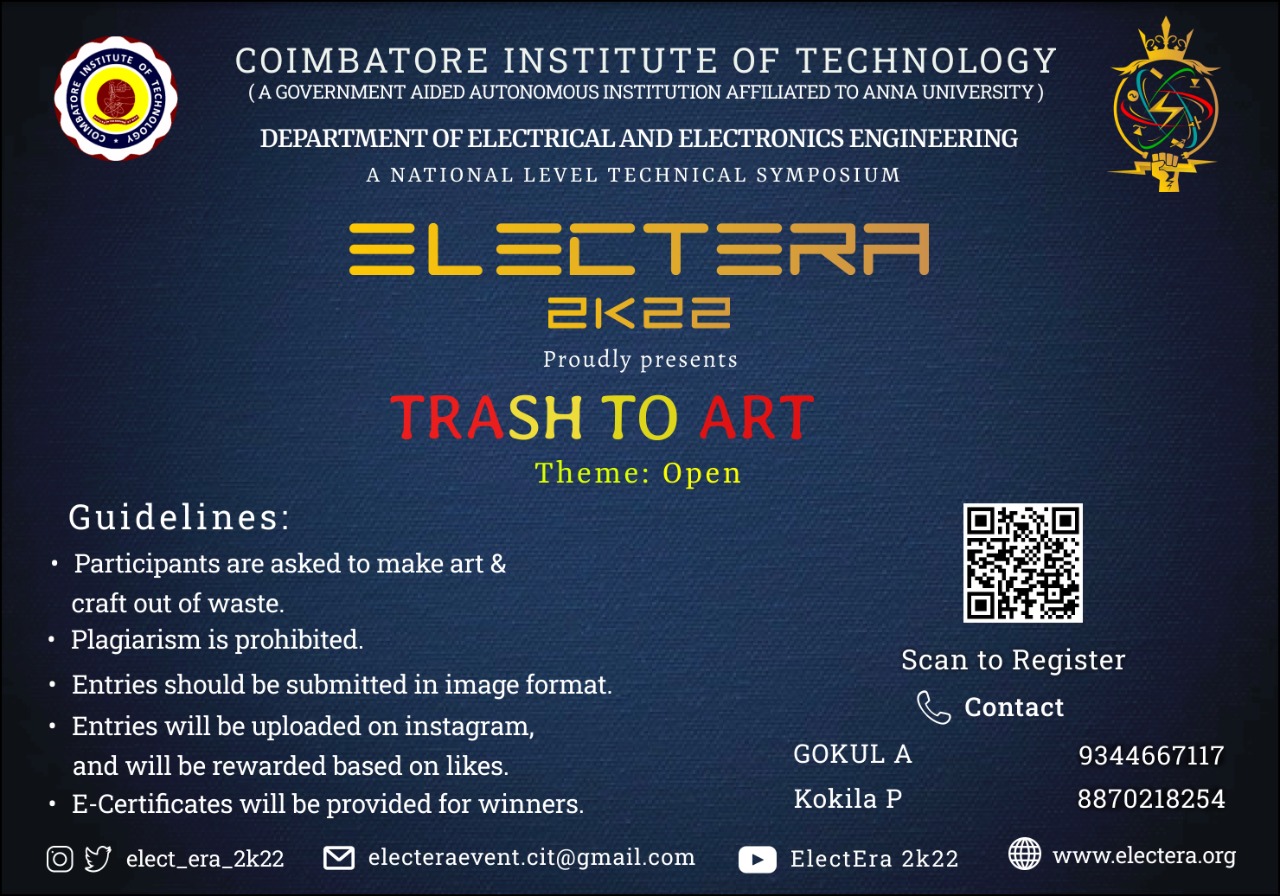 COIMBATORE INSTITUTE OF TECHNOLOGY
COIMBATORE INSTITUTE OF TECHNOLOGY
( A GOVERNMENT AIDED AUTONOMOUS INSTITUTION AFFILIATED TO ANNA UNIVERSITY )
DEPARTMENT OF ELECTRICAL AND ELECTRONICS ENGINEERING
A NATIONAL LEVEL TECHNICAL SYMPOSIUM
ELECTERA
2K22
Proudly presents
TRASH TO ART
Theme: Open
Guidelines:
• Participants are asked to make art &
craft out of waste.
• Plagiarism is prohibited.
• Entries should be submitted in image format.
• Entries will be uploaded on instagram,
and will be rewarded based on likes.
• E-Certificates will be provided for winners.
Scan to Register
Contact
GOKUL A 9344667117
Kokila P 8870218254
elect_era_2k22 electeraevent.cit@gmail.com ElectEra 2k22 www.electera.org